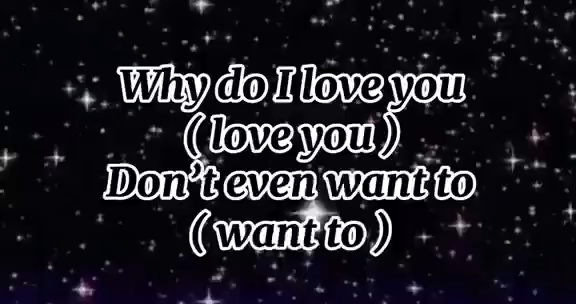 Why do I love you
( love you )
Don’t even want to
( want to )